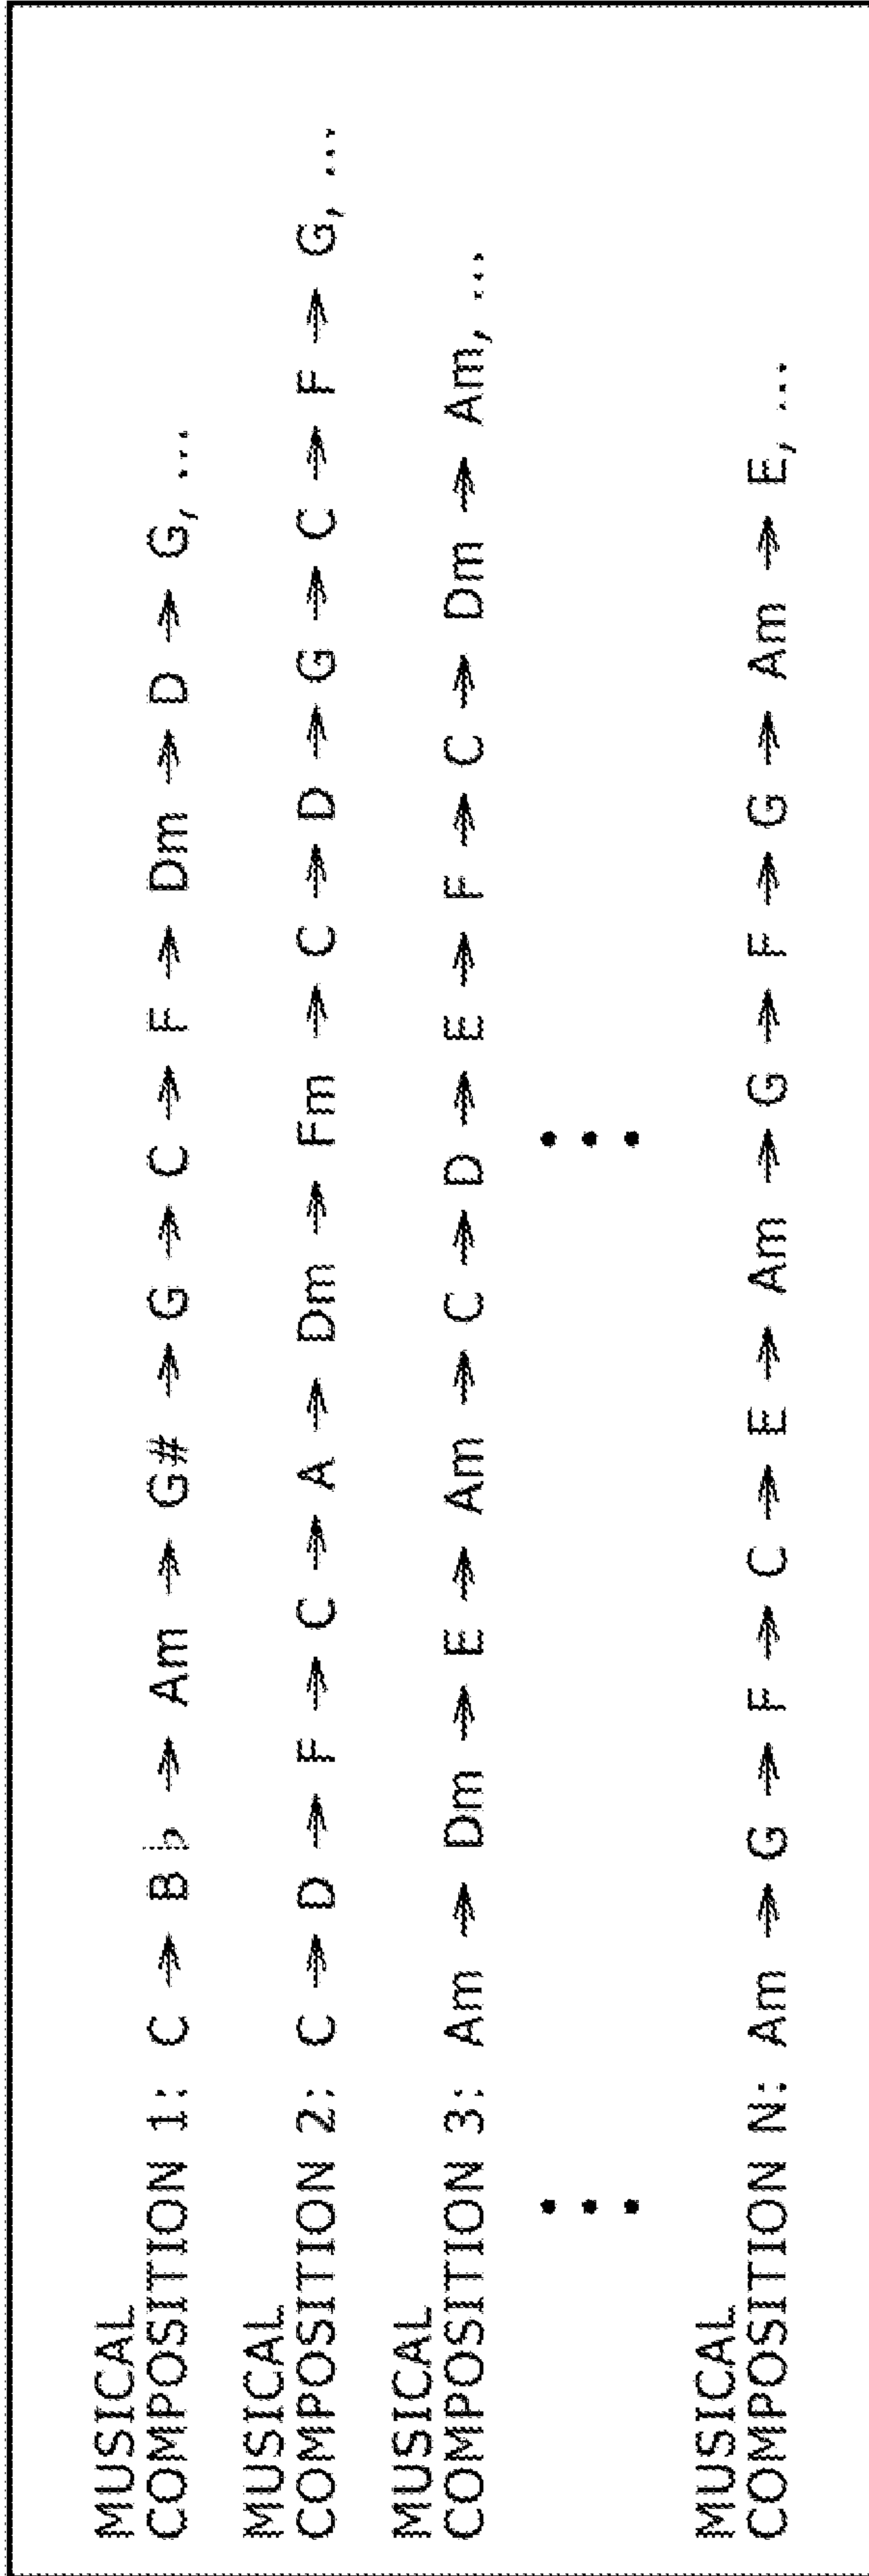 MUSICAL
COMPOSITION 1: C → B♭ → Am → G# → G → C → F → Dm → D → G, ...
MUSICAL
COMPOSITION 2: C → D → F → C → A → Dm → Fm → C → D → G → C → F → G, ...
MUSICAL
COMPOSITION 3: Am → Dm → E → Am → C → D → E → F → C → Dm → Am, ...
MUSICAL
COMPOSITION N: Am → G → F → C → E → Am → G → F → G → Am → E, ...